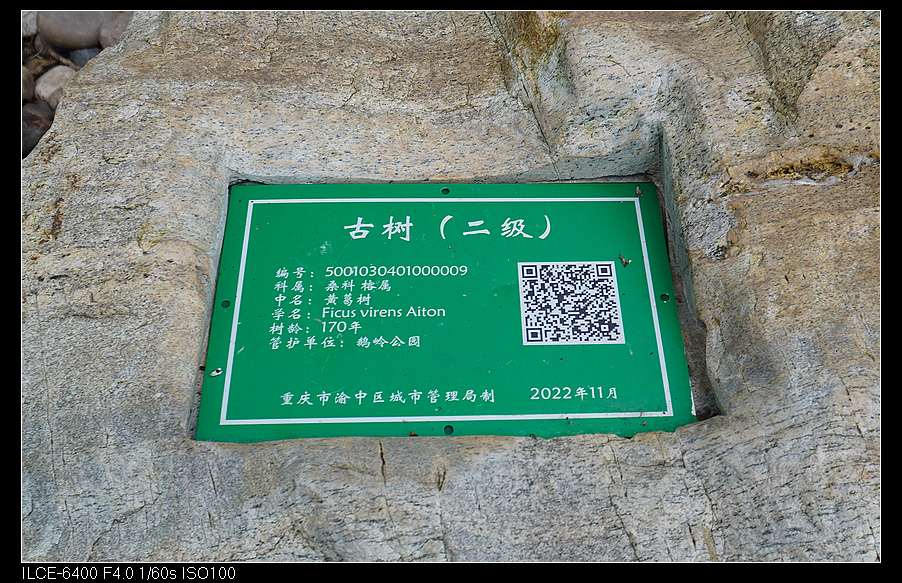 古树（二级）
编号：5001030401000009
科属：桑科 榕属
中名：黄葛树
学名：Ficus virens Aiton
树龄：170年
管护单位：鹅岭公园
重庆市渝中区城市管理局制 2022年11月
ILCE-6400 F4.0 1/60s ISO100